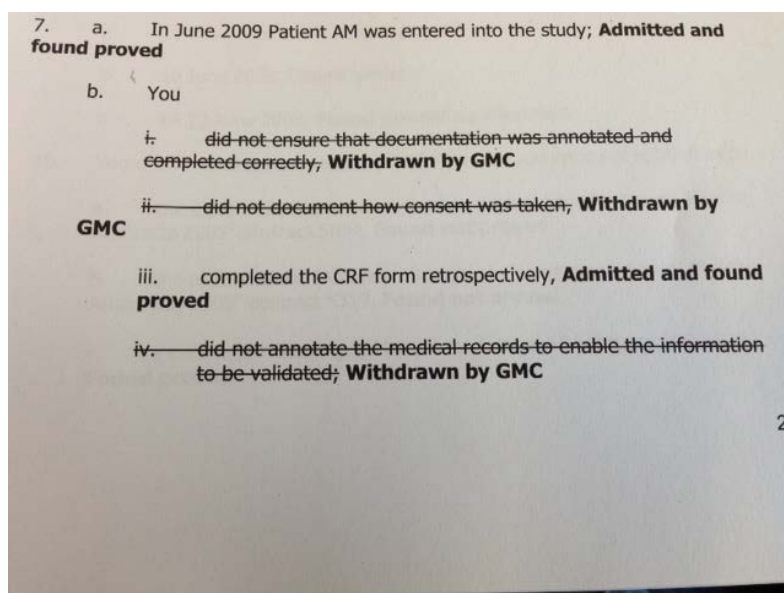 7. a. In June 2009 Patient AM was entered into the study; Admitted and
found proved
b. You
i. did not ensure that documentation was annotated and
completed correctly, Withdrawn by GMC
ii. did not document how consent was taken, Withdrawn by
GMC
iii. completed the CRF form retrospectively, Admitted and found
proved
iv. did not annotate the medical records to enable the information
to be validated; Withdrawn by GMC
2